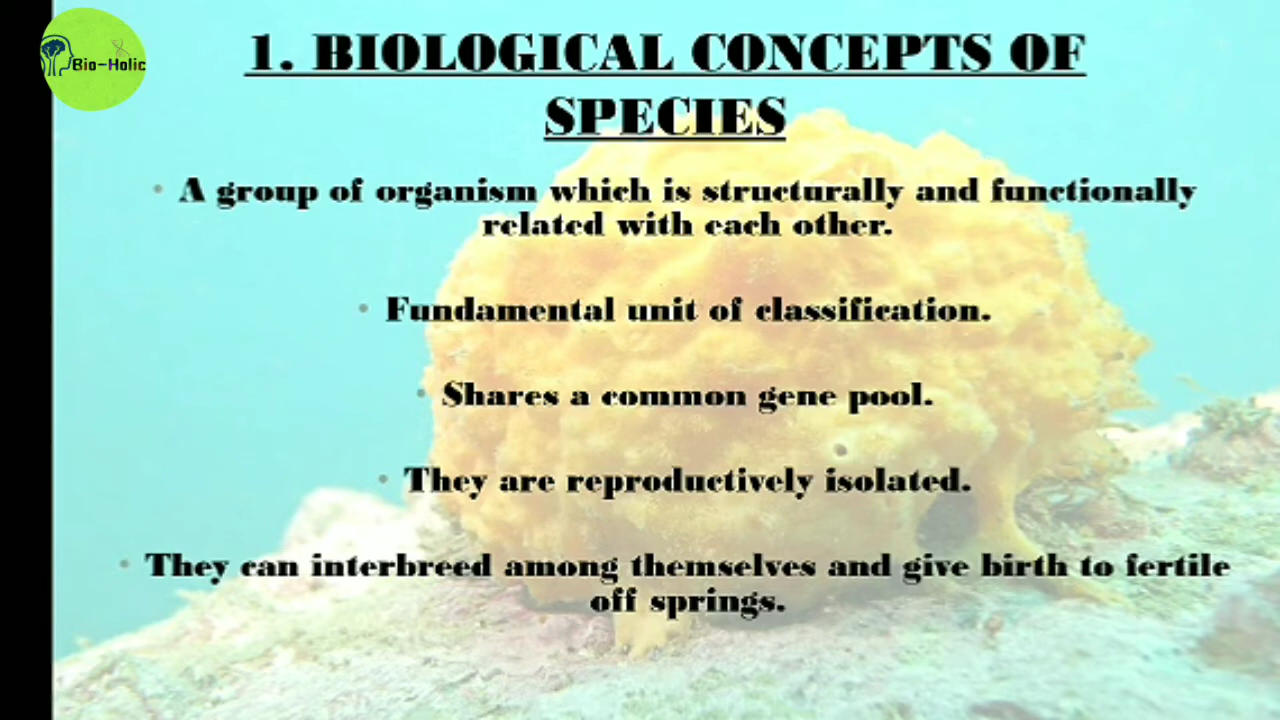 Bio-Holic
1. BIOLOGICAL CONCEPTS OF
SPECIES
• A group of organism which is structurally and functionally
related with each other.
• Fundamental unit of classification.
• Shares a common gene pool.
• They are reproductively isolated.
• They can interbreed among themselves and give birth to fertile
off springs.